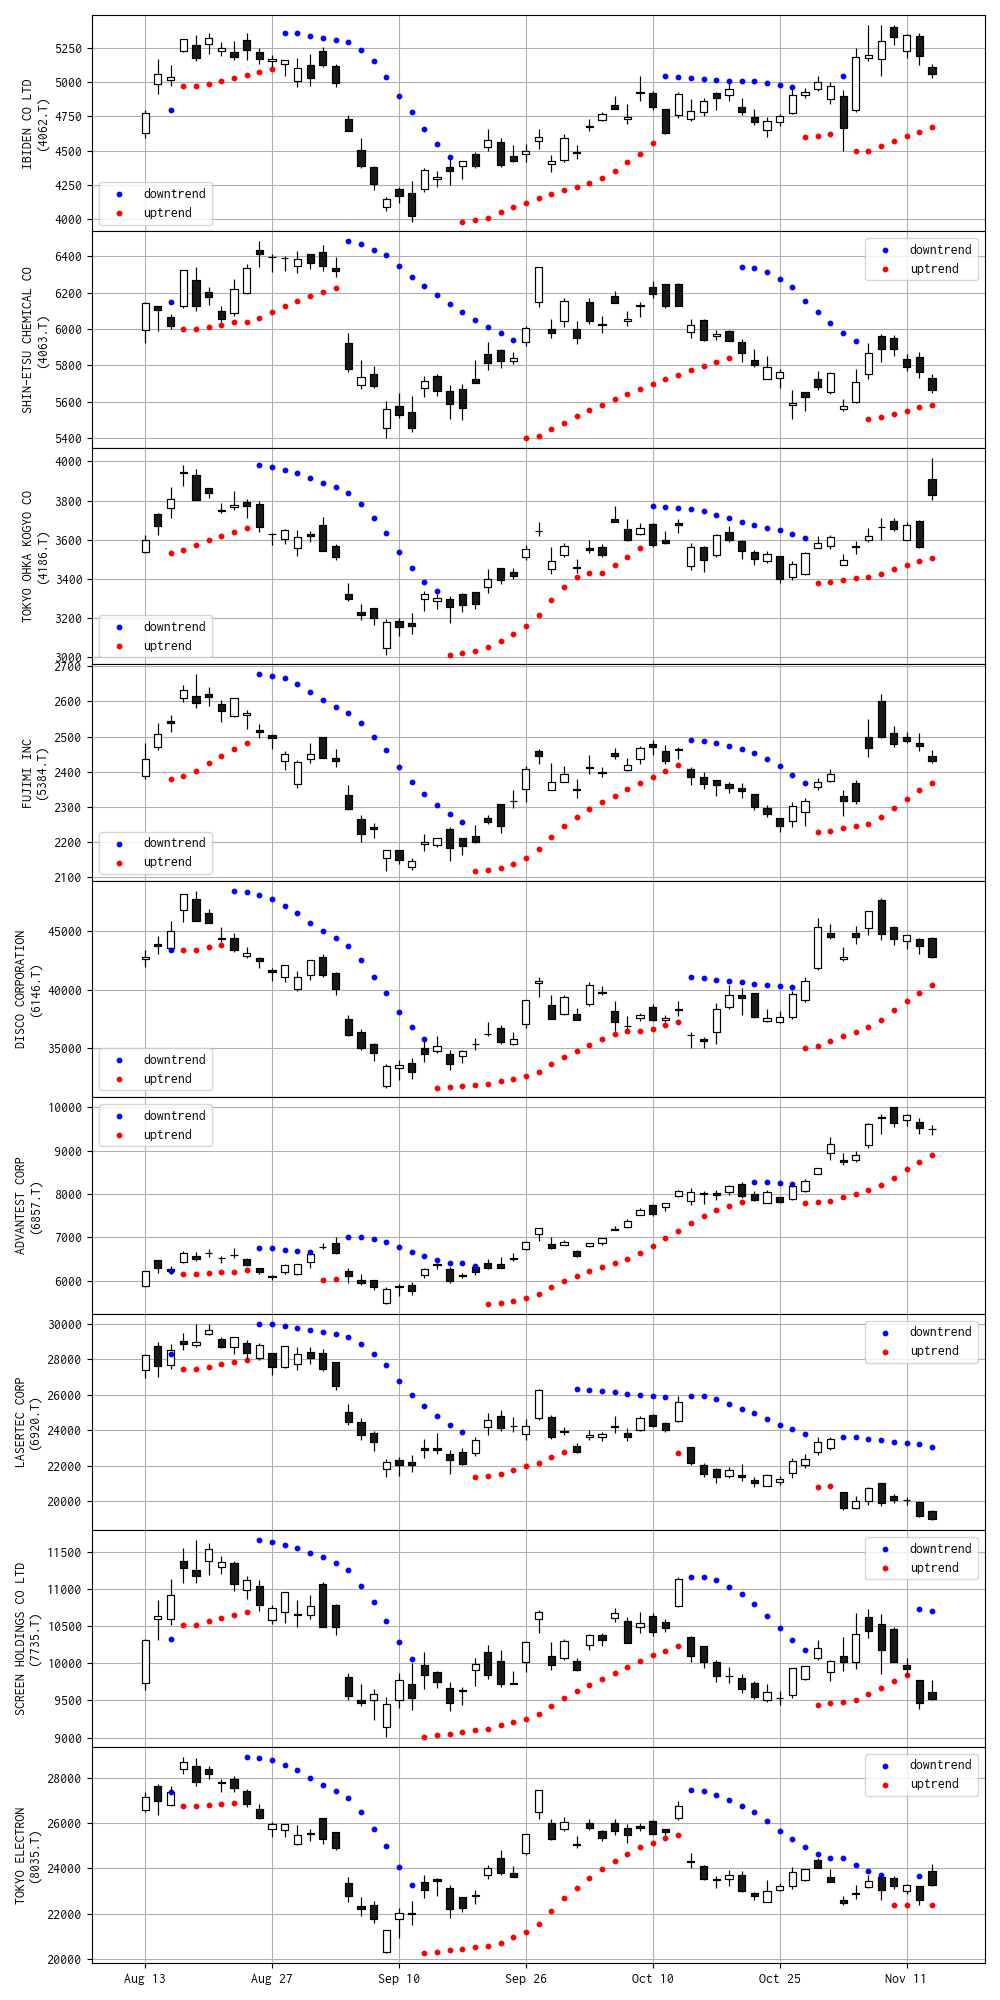 IBIDEN CO LTD
(4062.T)
5250
5000
4750
4500
4250
4000
downtrend
uptrend
SHIN-ETSU CHEMICAL CO
(4063.T)
6400
6200
6000
5800
5600
5400
downtrend
uptrend
TOKYO OHKA KOGYO CO
(4186.T)
4000
3800
3600
3400
3200
3000
downtrend
uptrend
FUJIMI INC
(5384.T)
2700
2600
2500
2400
2300
2200
2100
downtrend
uptrend
DISCO CORPORATION
(6146.T)
45000
40000
35000
downtrend
uptrend
ADVANTEST CORP
(6857.T)
10000
9000
8000
7000
6000
downtrend
uptrend
LASERTEC CORP
(6920.T)
30000
28000
26000
24000
22000
20000
downtrend
uptrend
SCREEN HOLDINGS CO LTD
(7735.T)
11500
11000
10500
10000
9500
9000
downtrend
uptrend
TOKYO ELECTRON
(8035.T)
28000
26000
24000
22000
20000
downtrend
uptrend
Aug 13 Aug 27 Sep 10 Sep 26 Oct 10 Oct 25 Nov 11